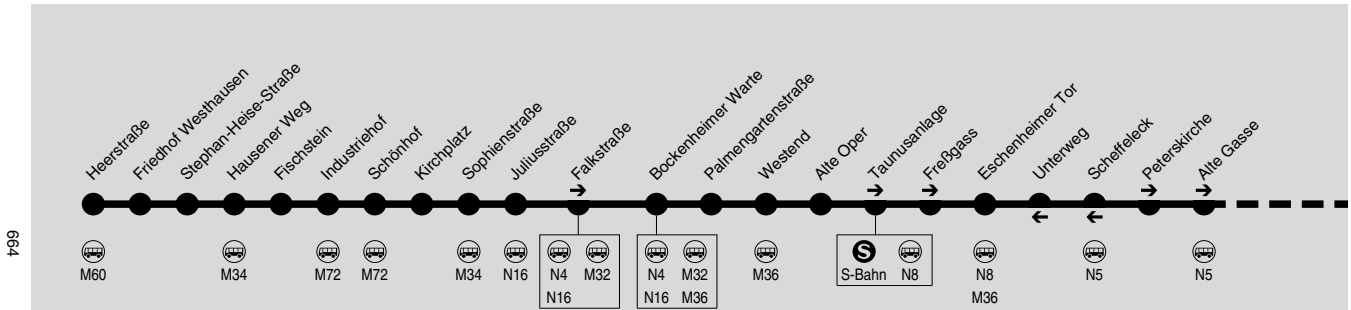 Heerstraße
Friedhof Westhausen
Stephan-Heise-Straße
Hausener Weg
Fischstein
Industriehof
Schönhof
Kirchplatz
Sophienstraße
Juliusstraße
Falkstraße
Bockenheimer Warte
Palmengartenstraße
Westend
Alte Oper
Taunusanlage
Freßgass
Eschenheimer Tor
Unterweg
Scheffeleck
Peterskirche
Alte Gasse
M60
M34
M72
M72
M34
N16
N4 M32
N16
N4 M32
N16 M36
M36
S
S-Bahn N8
N8
M36
N5
N5
664